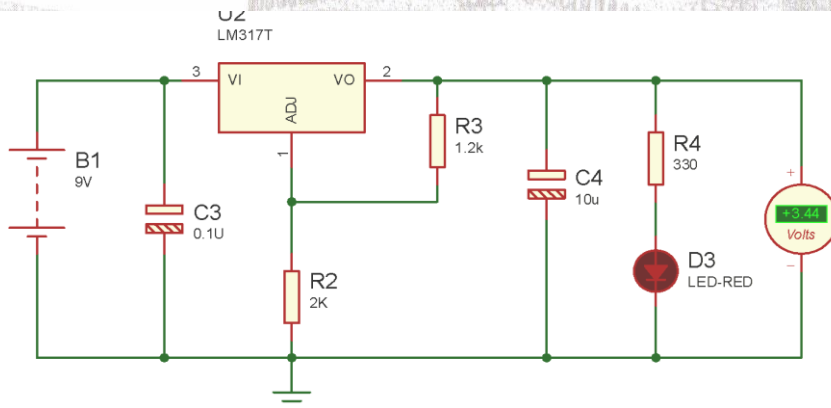 U2
LM317T
3
VI
VO
2
ADJ
1
B1
9V
C3
0.1U
R2
2K
R3
1.2k
C4
10u
R4
330
D3
LED-RED
+
+3.44
Volts
−